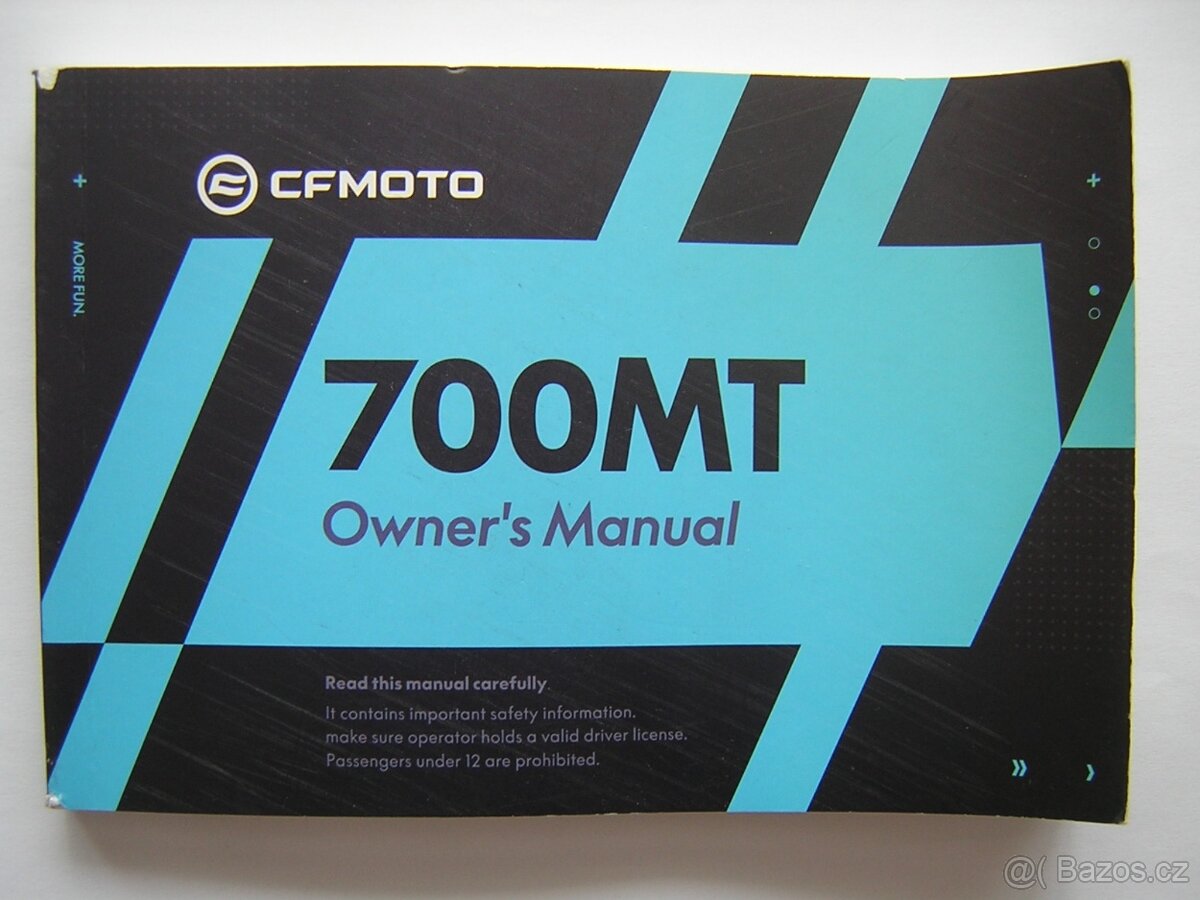 CFMOTO
MORE FUN.
700MT
Owner's Manual
Read this manual carefully.
It contains important safety information.
make sure operator holds a valid driver license.
Passengers under 12 are prohibited.
@( Bazos.cz